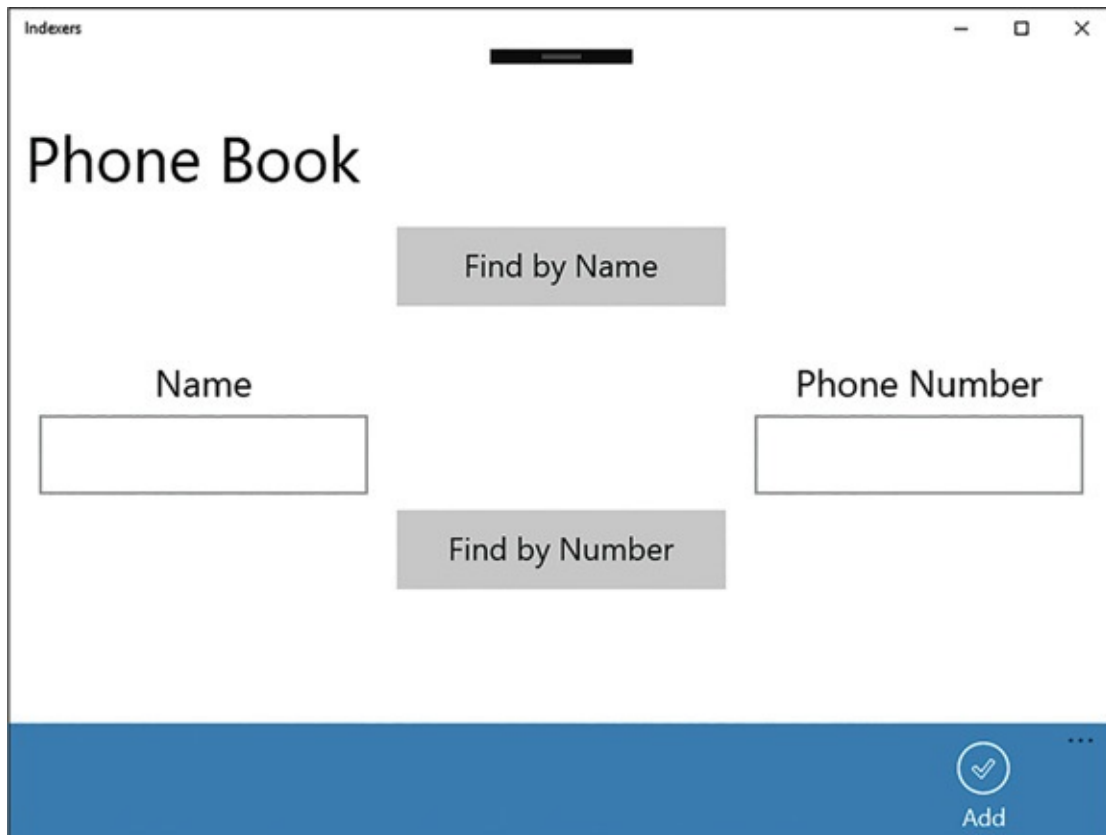 Indexers
Phone Book
Find by Name
Name
Phone Number
Find by Number
Add